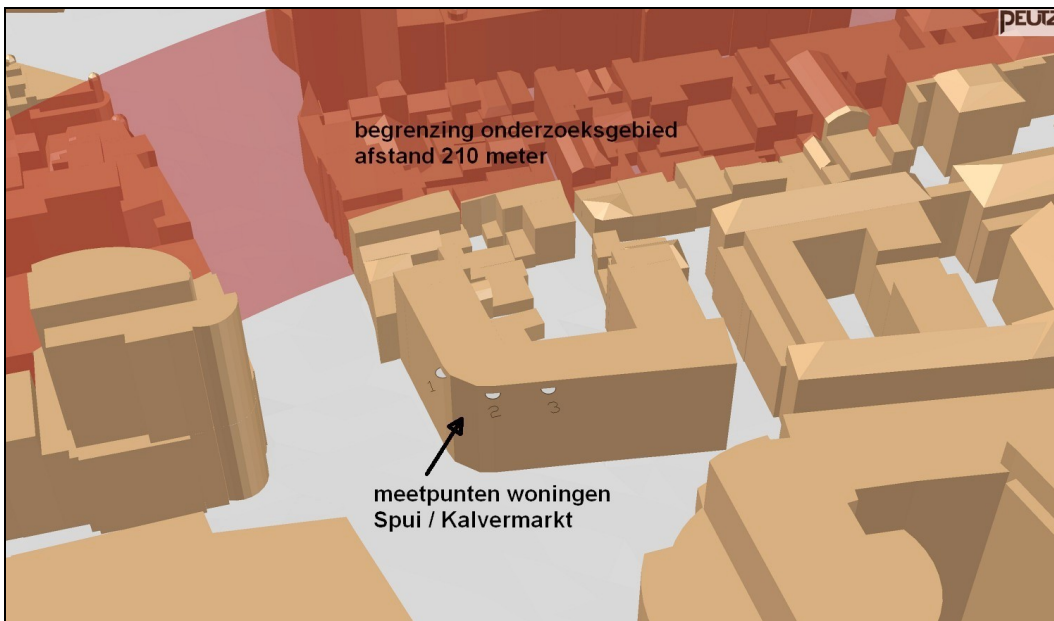 PEUTZ
begrenzing onderzoeksgebied
afstand 210 meter
1
2
3
meetpunten woningen
Spui / Kalvermarkt